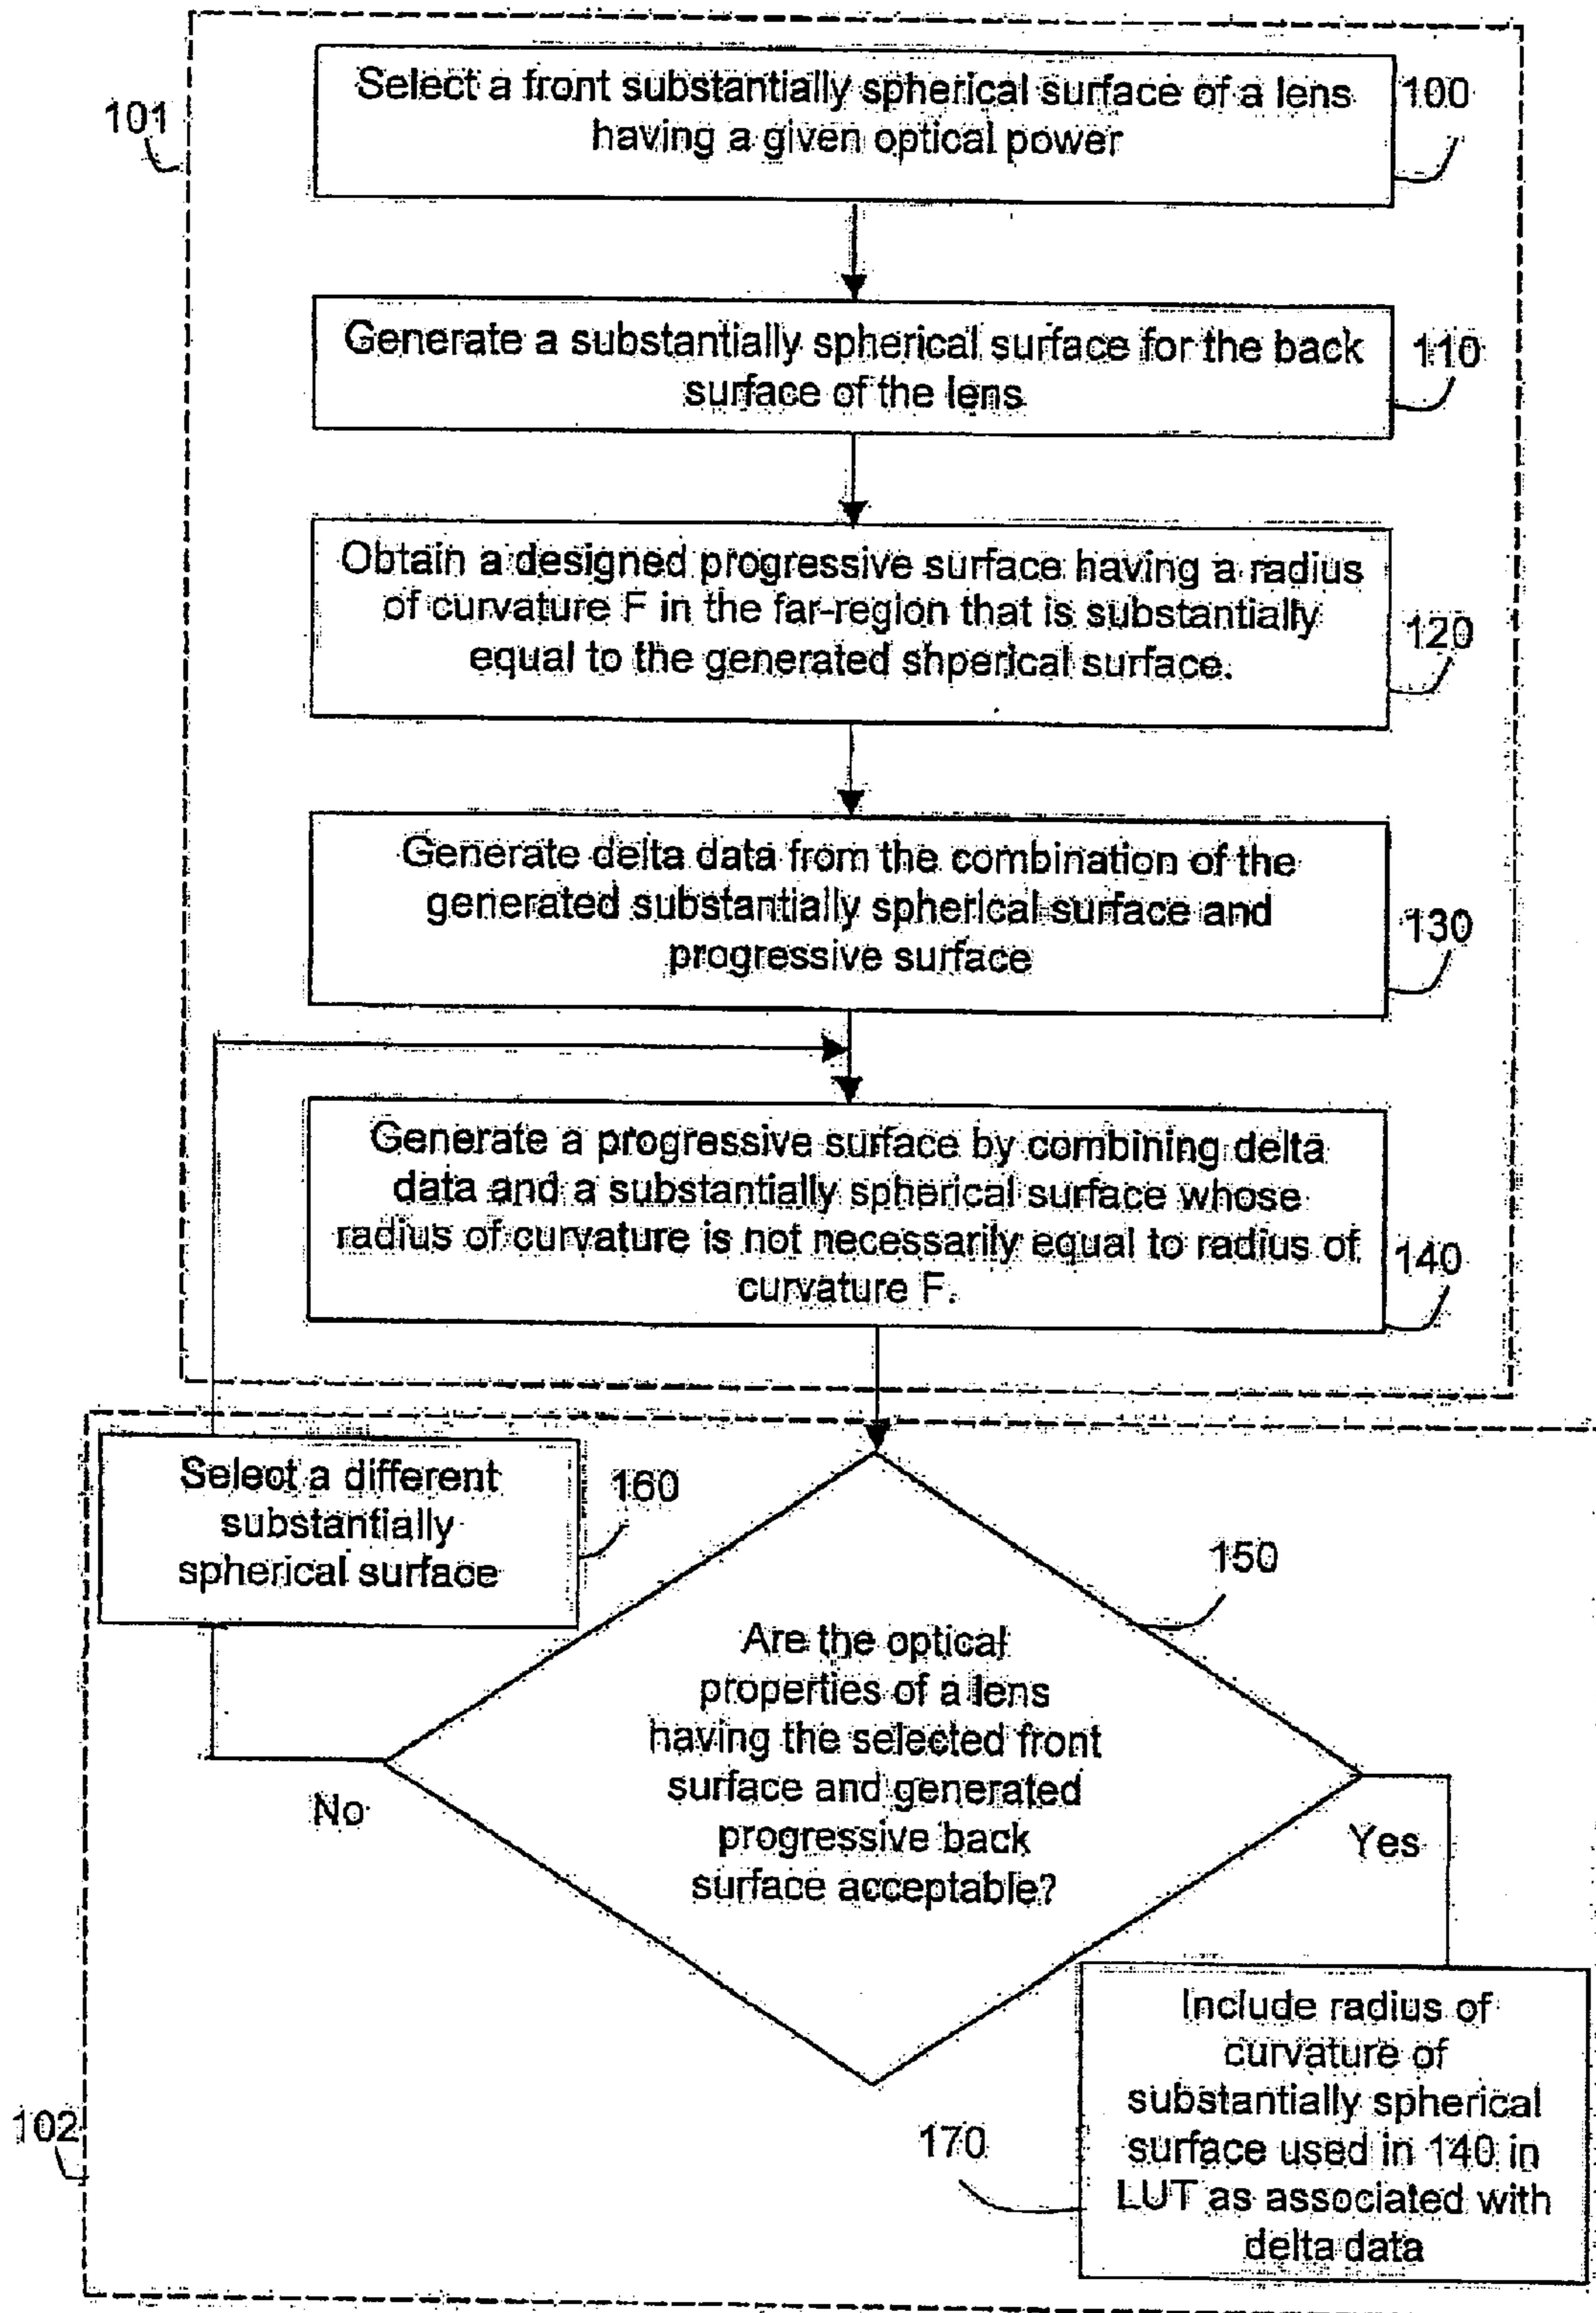 101
Select a front substantially spherical surface of a lens
having a given optical power
100
Generate a substantially spherical surface for the back
surface of the lens
110
Obtain a designed progressive surface having a radius
of curvature F in the far-region that is substantially
equal to the generated shperical surface.
120
Generate delta data from the combination of the
generated substantially spherical surface and
progressive surface
130
Generate a progressive surface by combining delta
data and a substantially spherical surface whose
radius of curvature is not necessarily equal to radius of
curvature F.
140
Select a different
substantially
spherical surface
160
150
Are the optical
properties of a lens
having the selected front
surface and generated
progressive back
surface acceptable?
No
Yes
102
170
Include radius of
curvature of
substantially spherical
surface used in 140 in
LUT as associated with
delta data